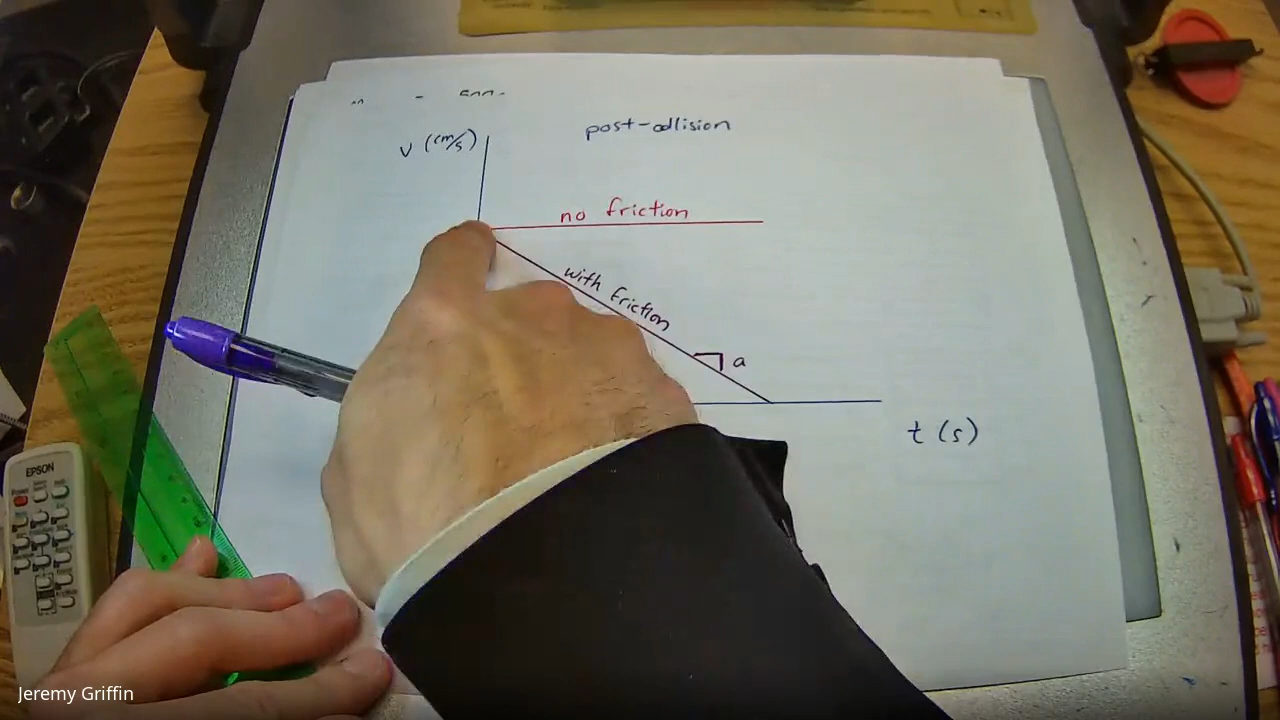 post-collision
v (cm/s)
no friction
with friction
a
t (s)
EPSON
Jeremy Griffin